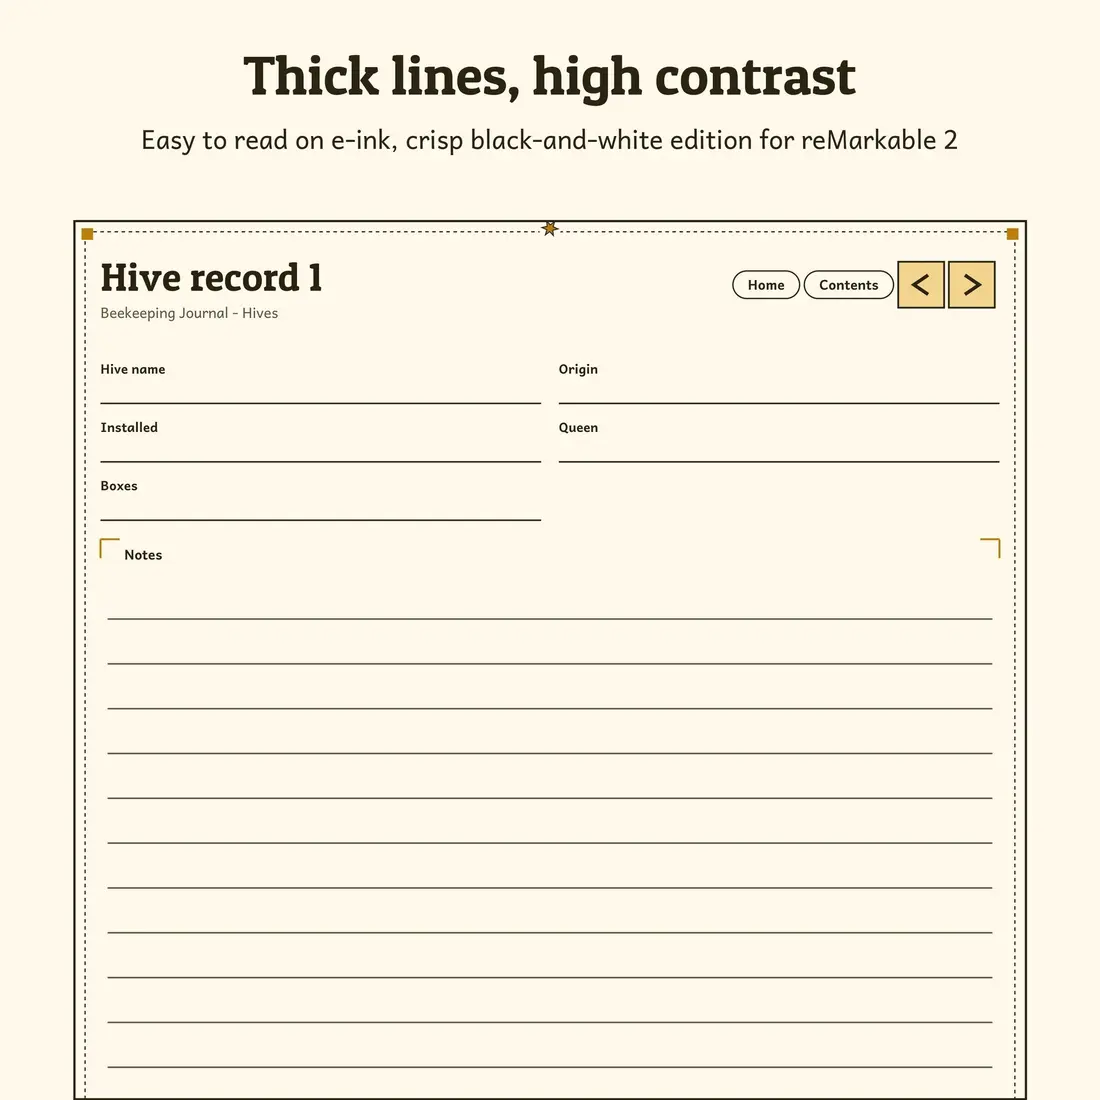 Thick lines, high contrast
Easy to read on e-ink, crisp black-and-white edition for reMarkable 2
Hive record 1
Home Contents < >
Beekeeping Journal - Hives
Hive name Origin
Installed Queen
Boxes
Notes